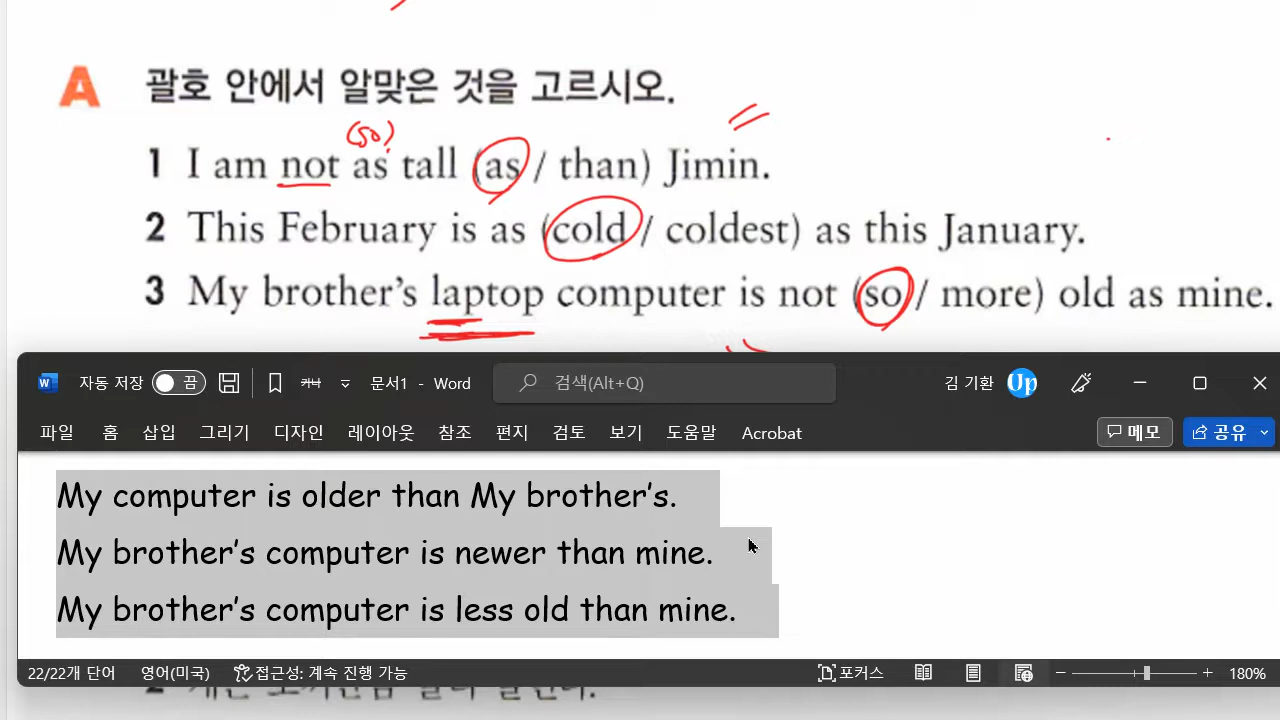 A 괄호 안에서 알맞은 것을 고르시오.
(so)
1 I am not as tall (as / than) Jimin.
2 This February is as (cold / coldest) as this January.
3 My brother's laptop computer is not (so / more) old as mine.
자동 저장 끔 문서1 - Word 검색(Alt+Q) 김 기환 Up
파일 홈 삽입 그리기 디자인 레이아웃 참조 편지 검토 보기 도움말 Acrobat 메모 공유
My computer is older than My brother's.
My brother's computer is newer than mine.
My brother's computer is less old than mine.
22/22개 단어 영어(미국) 접근성: 계속 진행 가능 포커스 180%